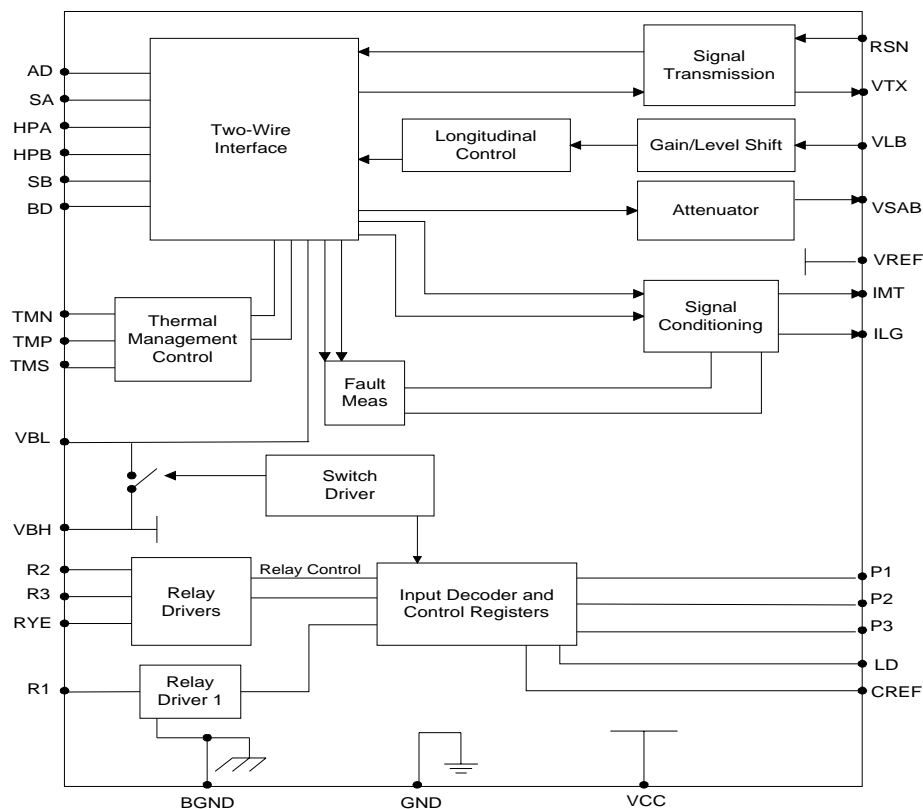 RSN
AD
Signal
Transmission
SA
VTX
HPA
Two-Wire
Interface
Longitudinal
Control
Gain/Level Shift
VLB
HPB
SB
BD
Attenuator
VSAB
VREF
IMT
TMN
Thermal
Management
Control
Signal
Conditioning
TMP
ILG
TMS
Fault
Meas
VBL
Switch
Driver
VBH
R2
Relay Control
P1
R3
Relay
Drivers
Input Decoder and
Control Registers
P2
RYE
P3
LD
R1
Relay
Driver 1
CREF
BGND
GND
VCC